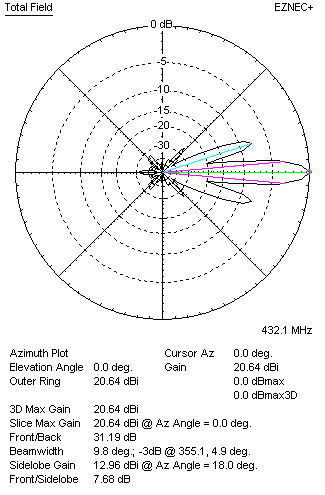 Total Field EZNEC+
0 dB
-5
-10
-15
-20
-30
432.1 MHz
Azimuth Plot Cursor Az 0.0 deg.
Elevation Angle 0.0 deg. Gain 20.64 dBi
Outer Ring 20.64 dBi 0.0 dBmax
0.0 dBmax3D
3D Max Gain 20.64 dBi
Slice Max Gain 20.64 dBi @ Az Angle = 0.0 deg.
Front/Back 31.19 dB
Beamwidth 9.8 deg.; -3dB @ 355.1, 4.9 deg.
Sidelobe Gain 12.96 dBi @ Az Angle = 18.0 deg.
Front/Sidelobe 7.68 dB